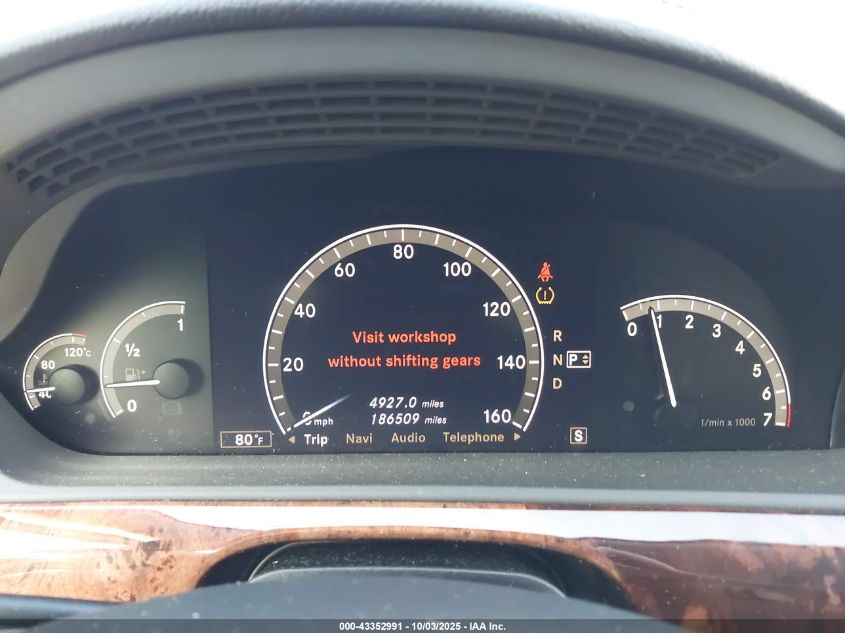 80
60
100
40
120
20
140
160
0 mph
Visit workshop
without shifting gears
4927.0 miles
186509 miles
Trip Navi Audio Telephone
80°F
120°C
80
40
1
1/2
0
R
N P
D
S
0 1 2 3 4 5 6 7
1/min x 1000
000-43352991 - 10/03/2025 - IAA Inc.